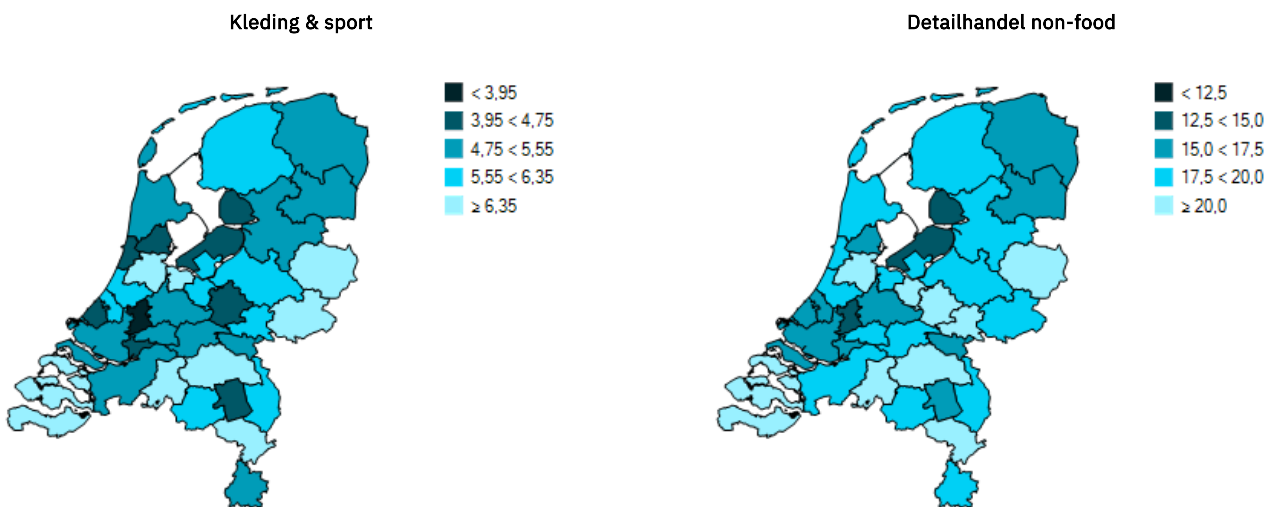 Kleding & sport
< 3,95
3,95 < 4,75
4,75 < 5,55
5,55 < 6,35
≥ 6,35
Detailhandel non-food
< 12,5
12,5 < 15,0
15,0 < 17,5
17,5 < 20,0
≥ 20,0